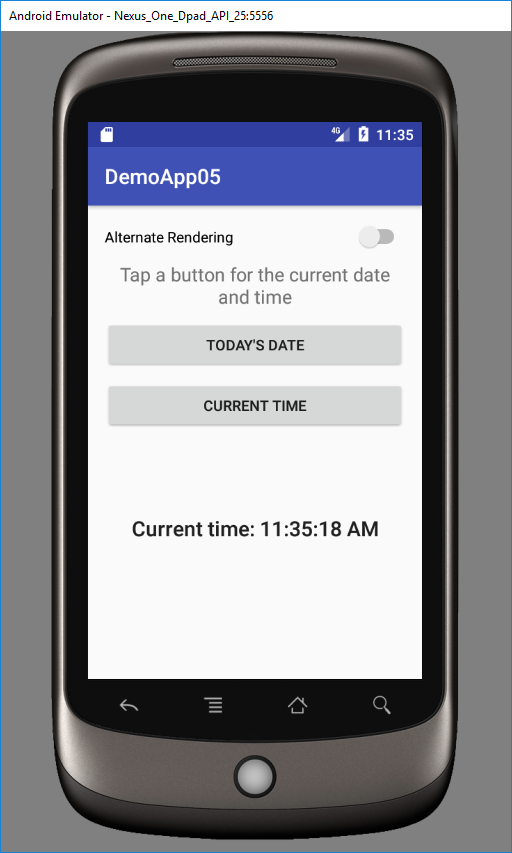 Android Emulator - Nexus_One_Dpad_API_25:5556
4G 11:35
DemoApp05
Alternate Rendering
Tap a button for the current date
and time
TODAY'S DATE
CURRENT TIME
Current time: 11:35:18 AM